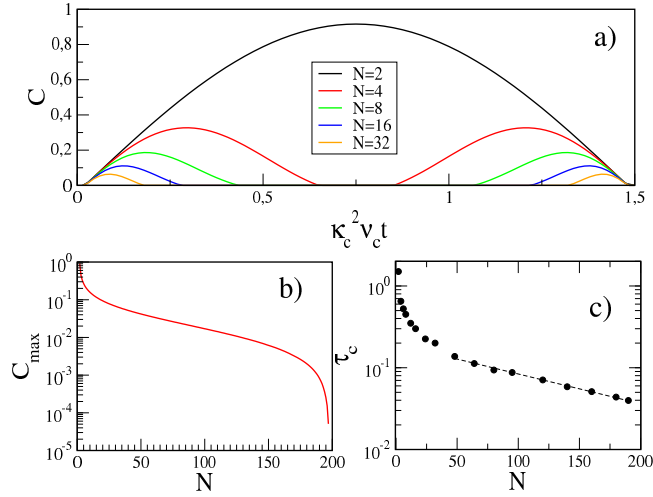 1
0,8
0,6
0,4
0,2
0
C
a)
N=2
N=4
N=8
N=16
N=32
0 0,5 1 1,5
κc²νct
10⁰
10⁻¹
10⁻²
10⁻³
10⁻⁴
10⁻⁵
Cmax
b)
0 50 100 150 200
N
0 50 100 150 200
10⁰
10⁻¹
10⁻²
τc
c)
N